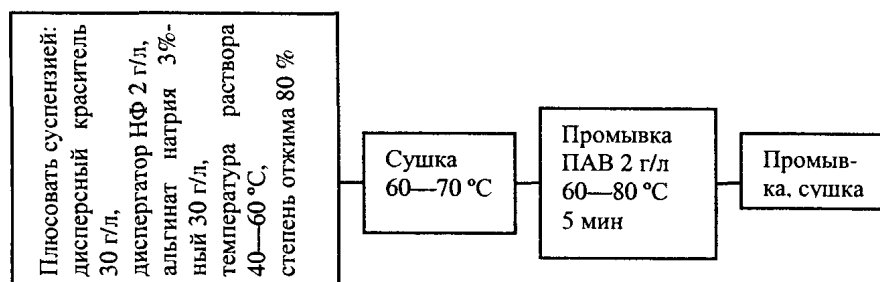 Плюсовать суспензией:
дисперсный краситель
30 г/л,
диспергатор НФ 2 г/л,
альгинат натрия 3%-
ный 30 г/л,
температура раствора
40—60 °С,
степень отжима 80 %
Сушка
60—70 °С
Промывка
ПАВ 2 г/л
60—80 °С
5 мин
Промыв-
ка, сушка